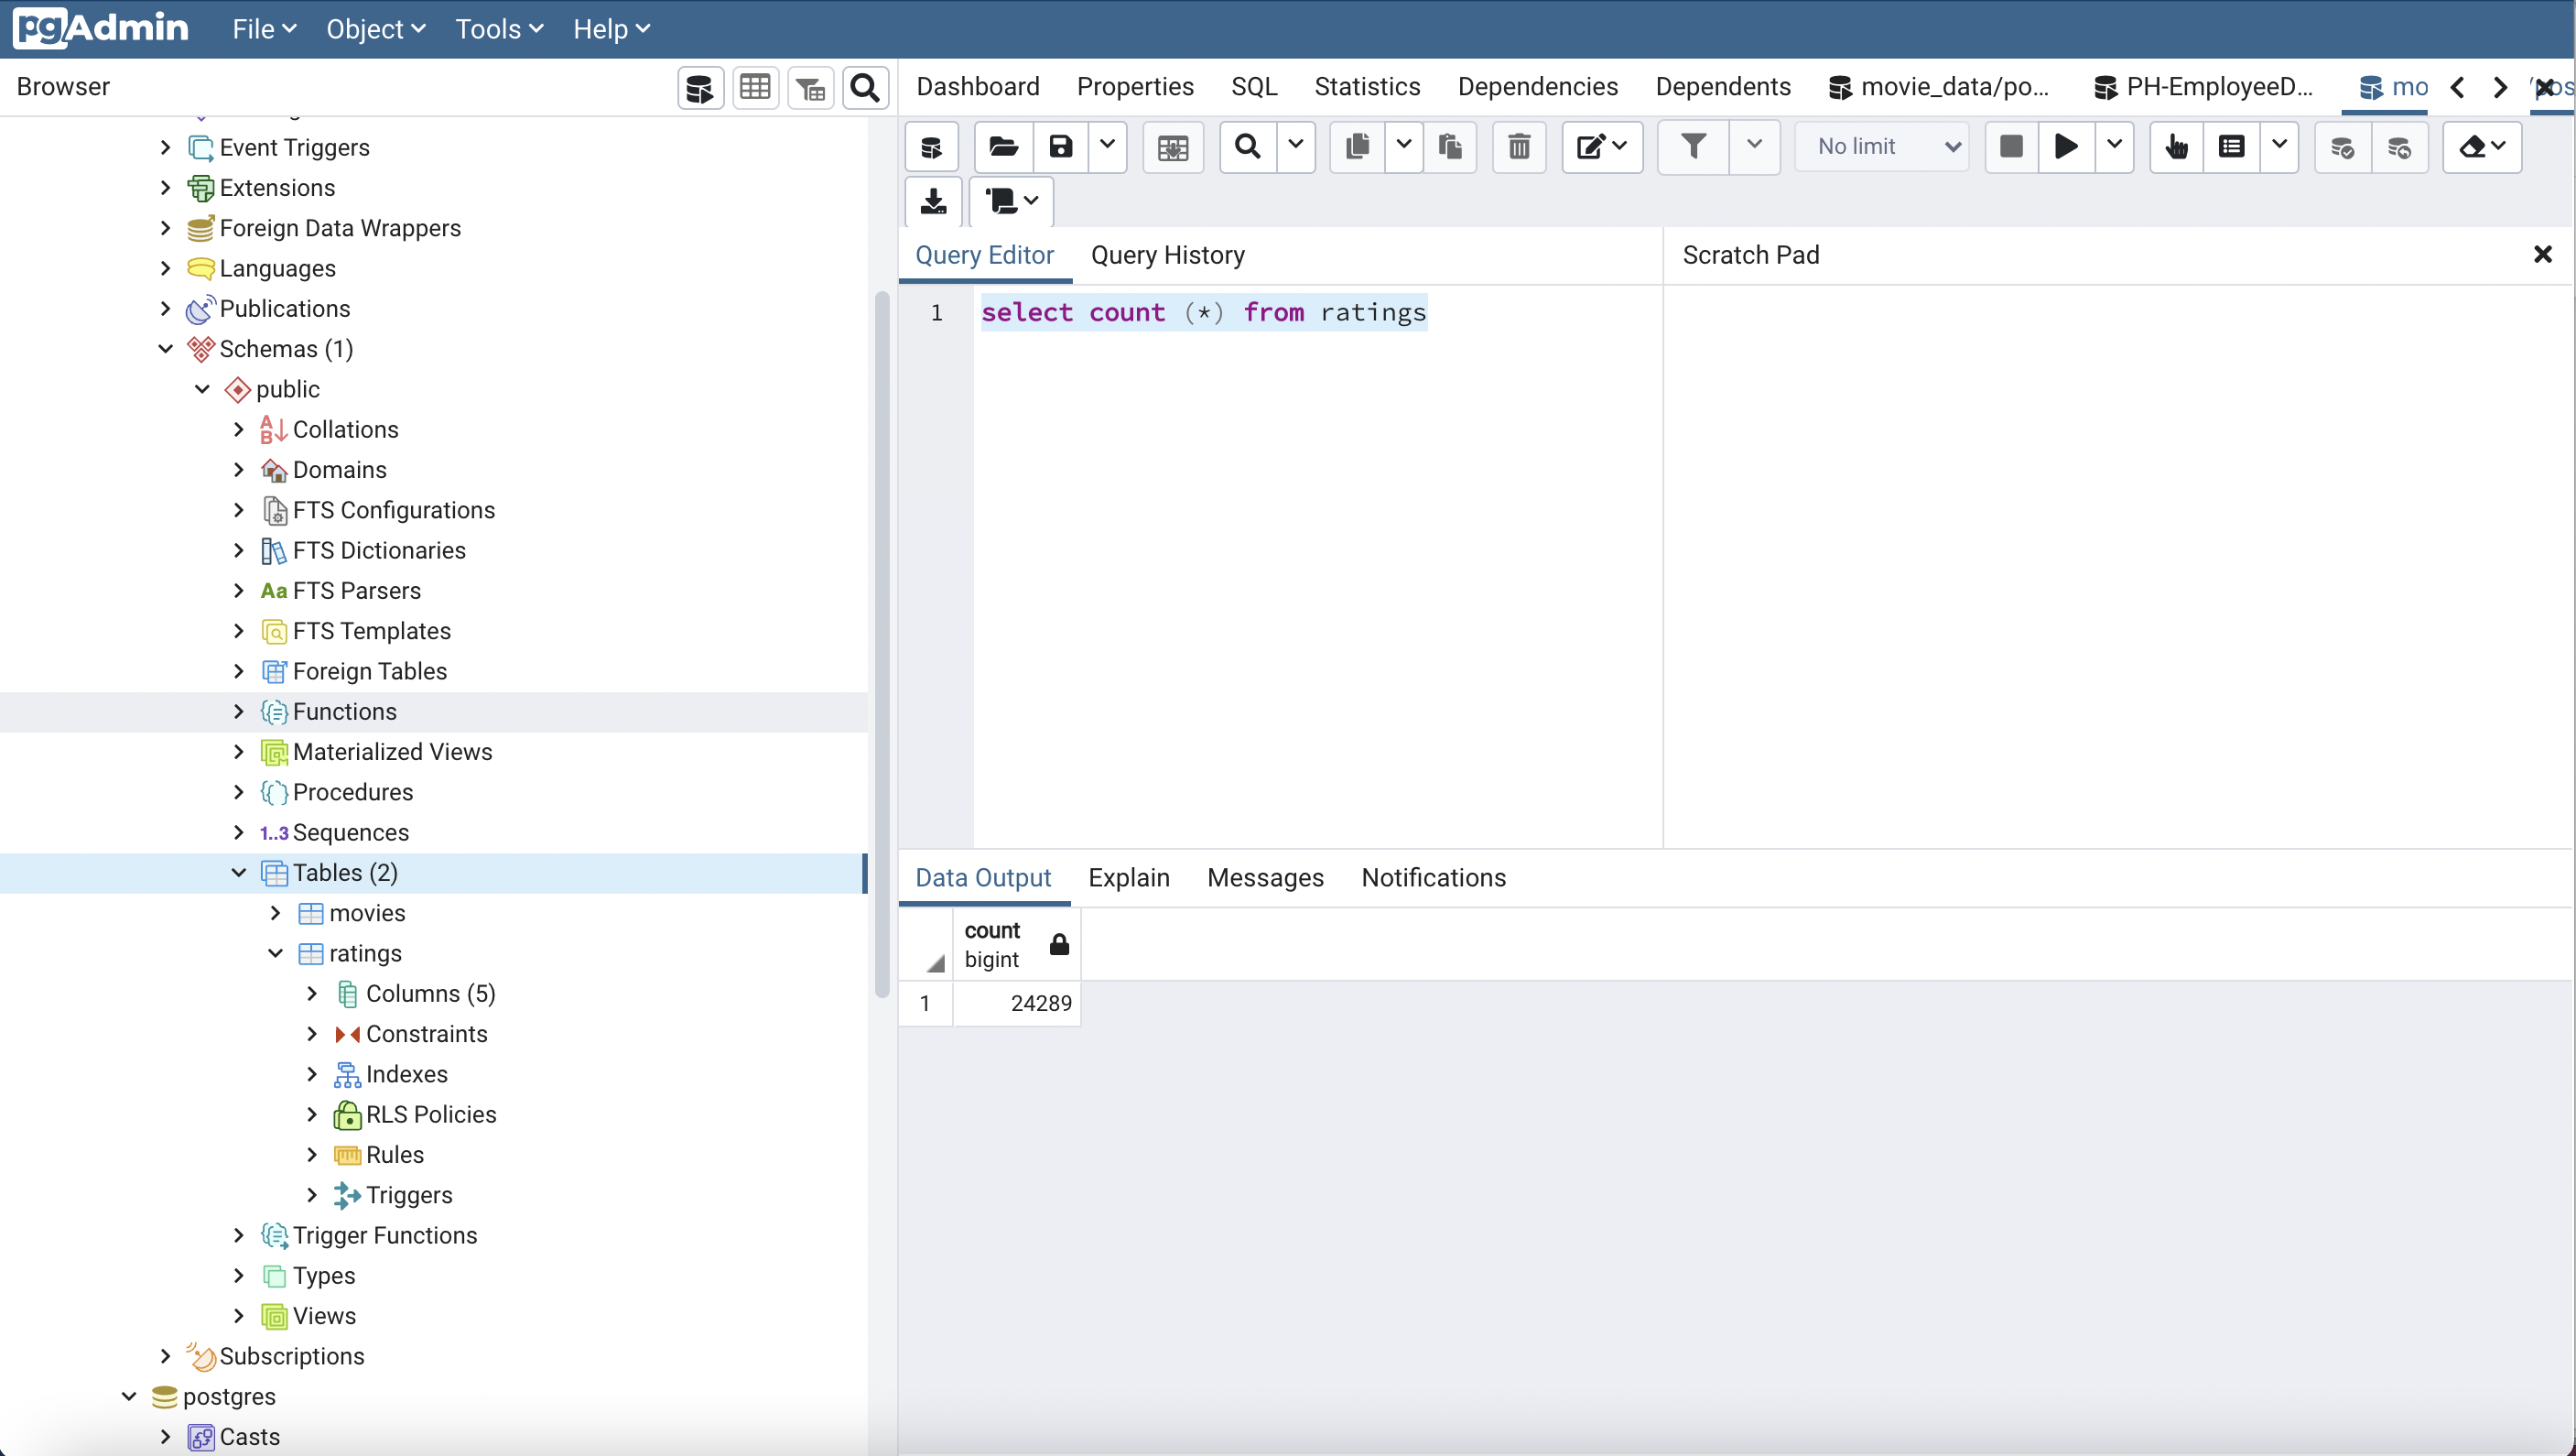 pgAdmin File Object Tools Help
Browser
Dashboard Properties SQL Statistics Dependencies Dependents movie_data/po... PH-EmployeeD... mo
No limit
Event Triggers
Extensions
Foreign Data Wrappers
Languages
Publications
Schemas (1)
public
Collations
Domains
FTS Configurations
FTS Dictionaries
Aa FTS Parsers
FTS Templates
Foreign Tables
Functions
Materialized Views
Procedures
1..3 Sequences
Tables (2)
movies
ratings
Columns (5)
Constraints
Indexes
RLS Policies
Rules
Triggers
Trigger Functions
Types
Views
Subscriptions
postgres
Casts
Query Editor Query History
Scratch Pad
1 select count (*) from ratings
Data Output Explain Messages Notifications
count
bigint
1 24289